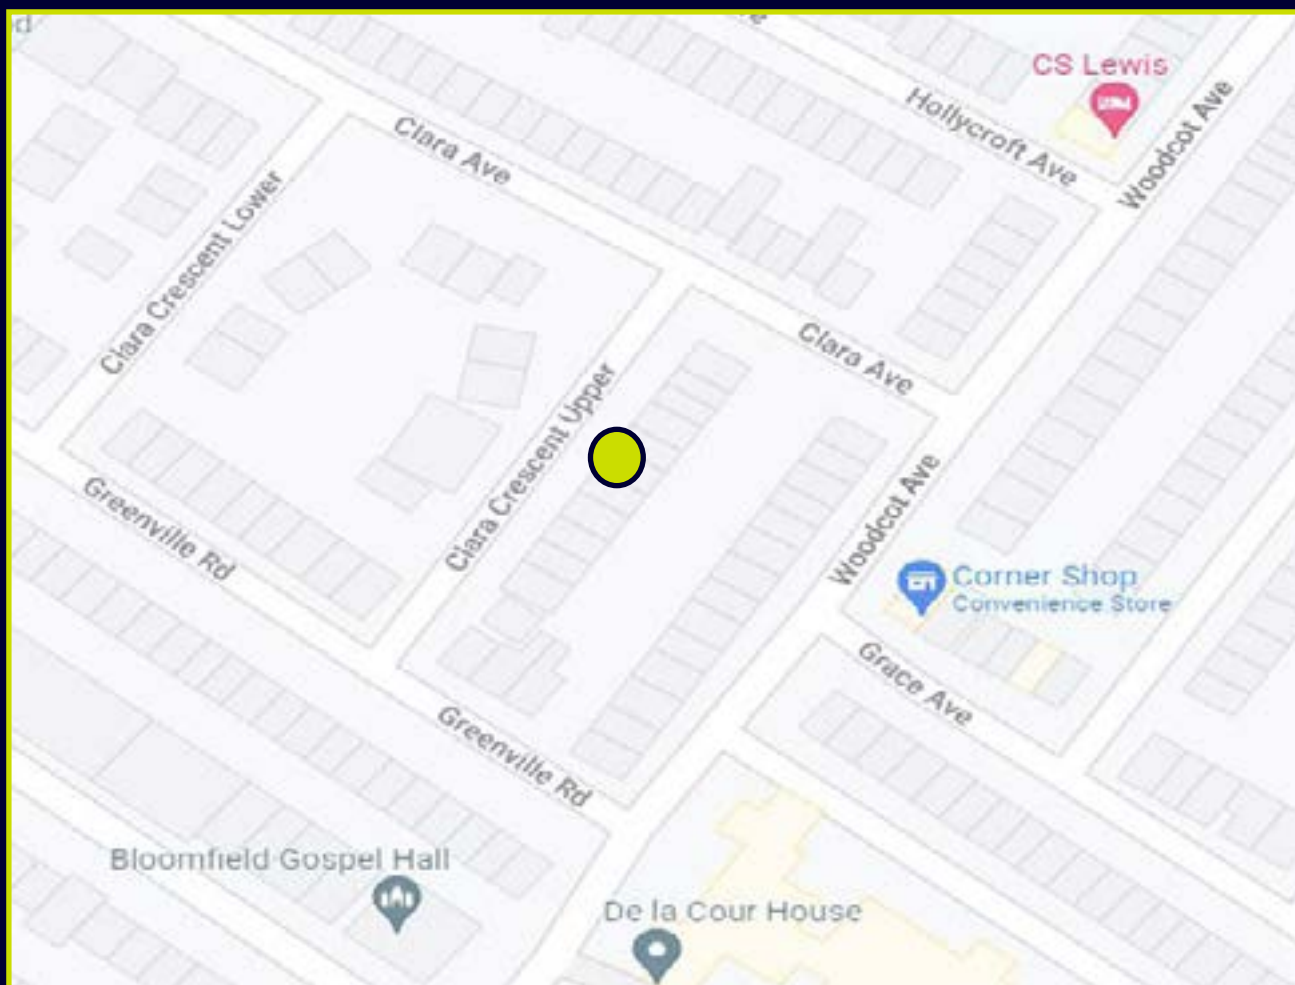 CS Lewis
Hollycroft Ave
Woodcot Ave
Clara Ave
Clara Crescent Lower
Clara Ave
Clara Crescent Upper
Woodcot Ave
Greenville Rd
Corner Shop
Convenience Store
Grace Ave
Greenville Rd
Bloomfield Gospel Hall
De la Cour House